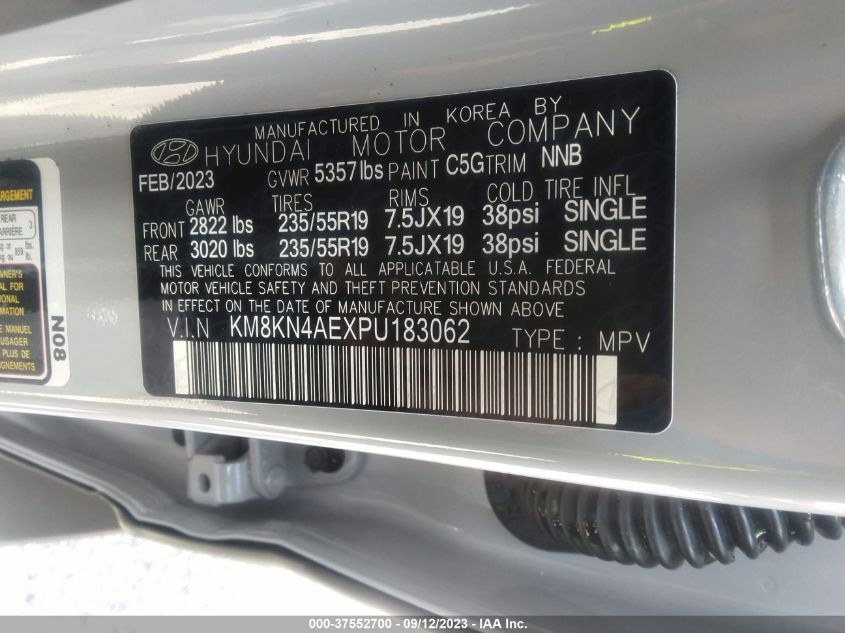 MANUFACTURED IN KOREA BY
HYUNDAI MOTOR COMPANY
FEB/2023 GVWR 5357lbs PAINT C5G TRIM NNB
GAWR TIRES RIMS COLD TIRE INFL
FRONT 2822 lbs 235/55R19 7.5JX19 38psi SINGLE
REAR 3020 lbs 235/55R19 7.5JX19 38psi SINGLE
THIS VEHICLE CONFORMS TO ALL APPLICATABLE U.S.A. FEDERAL
MOTOR VEHICLE SAFETY AND THEFT PREVENTION STANDARDS
IN EFFECT ON THE DATE OF MANUFACTURE SHOWN ABOVE
V.I.N KM8KN4AEXPU183062 TYPE : MPV
REAR
3
N08
000-37552700 - 09/12/2023 - IAA Inc.